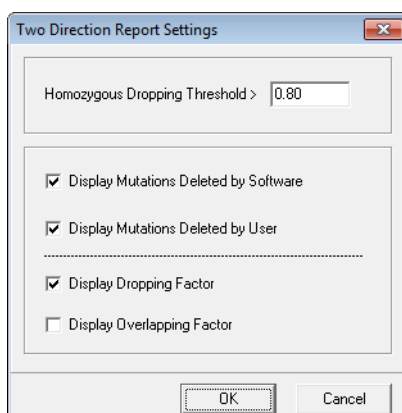 Two Direction Report Settings
Homozygous Dropping Threshold > 0.80
Display Mutations Deleted by Software
Display Mutations Deleted by User
Display Dropping Factor
Display Overlapping Factor
OK Cancel